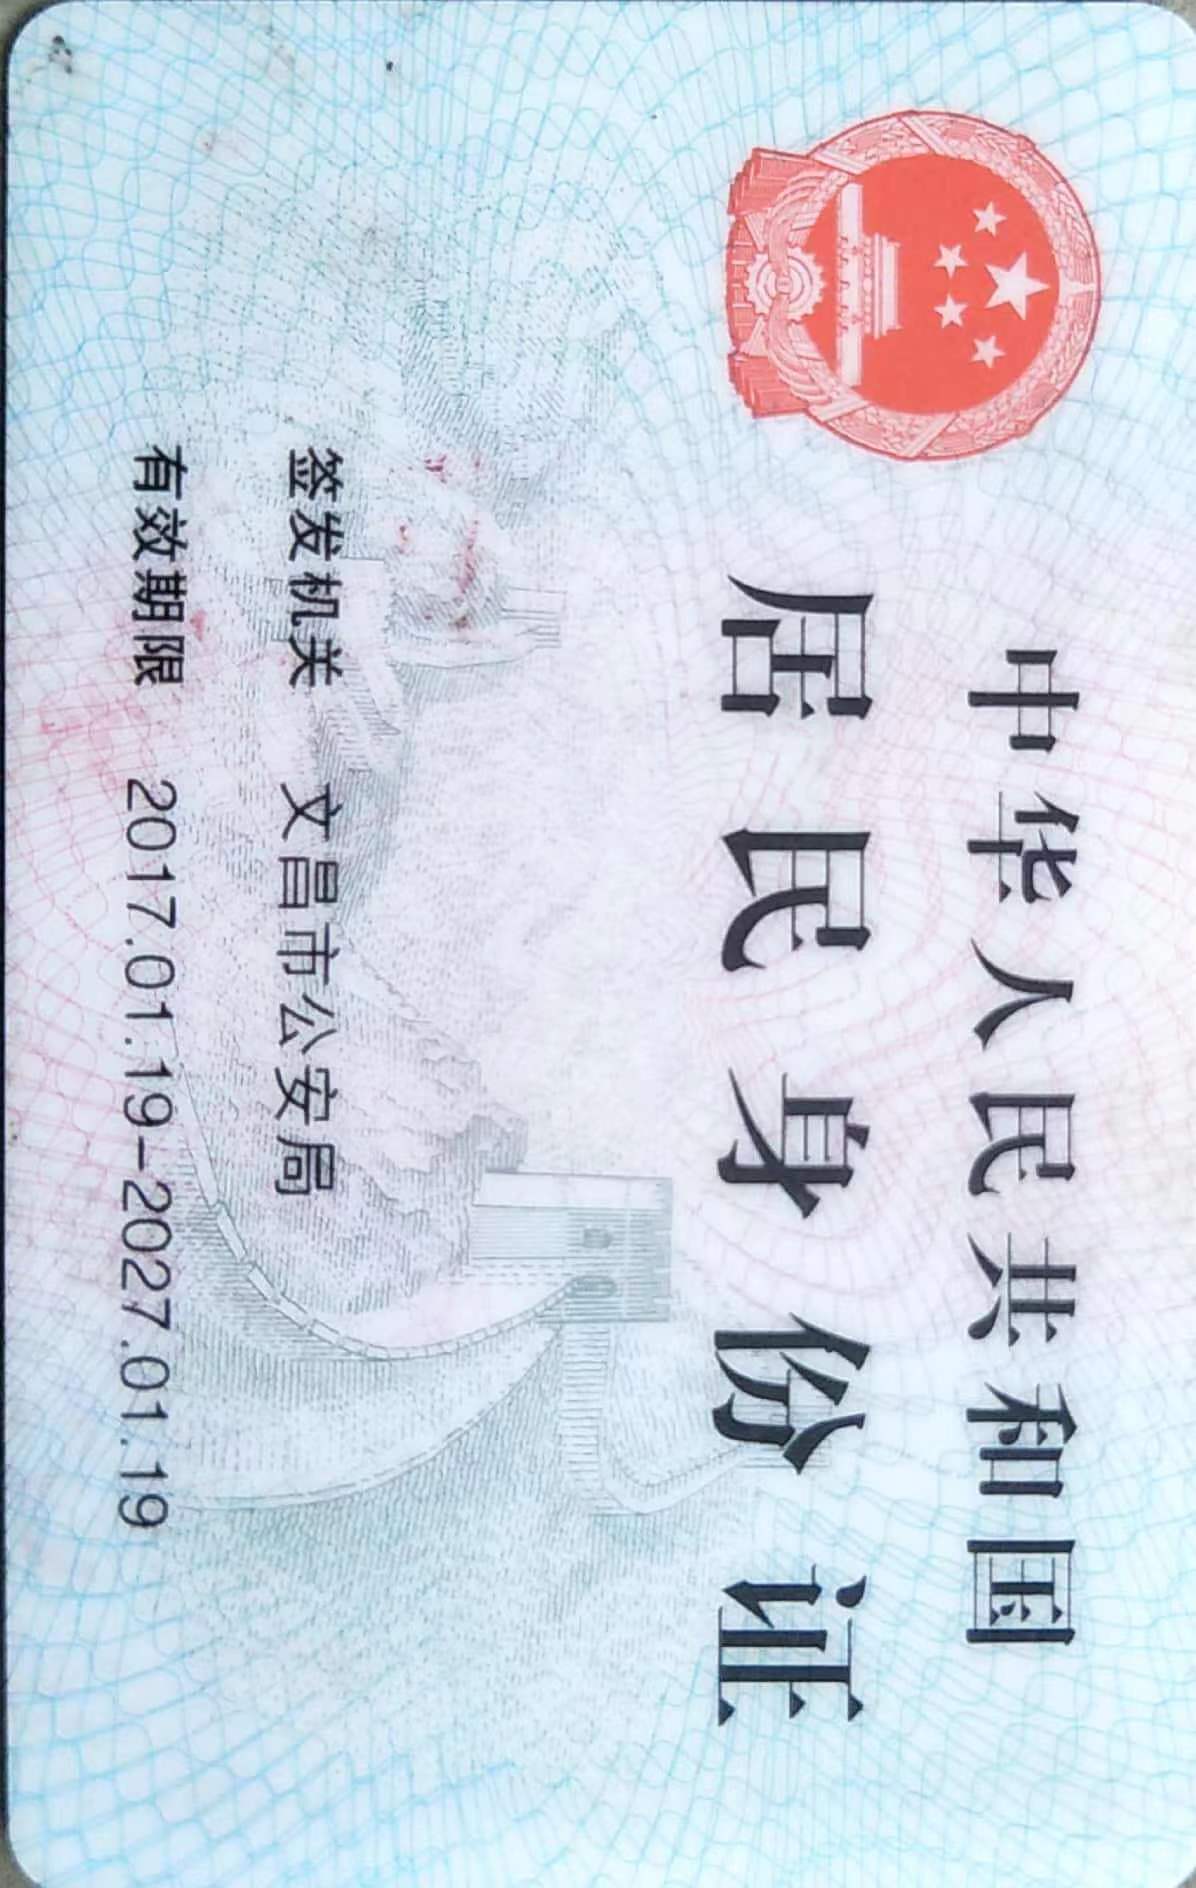 中华人民共和国
居民身份证
签发机关 文昌市公安局
有效期限 2017.01.19-2027.01.19